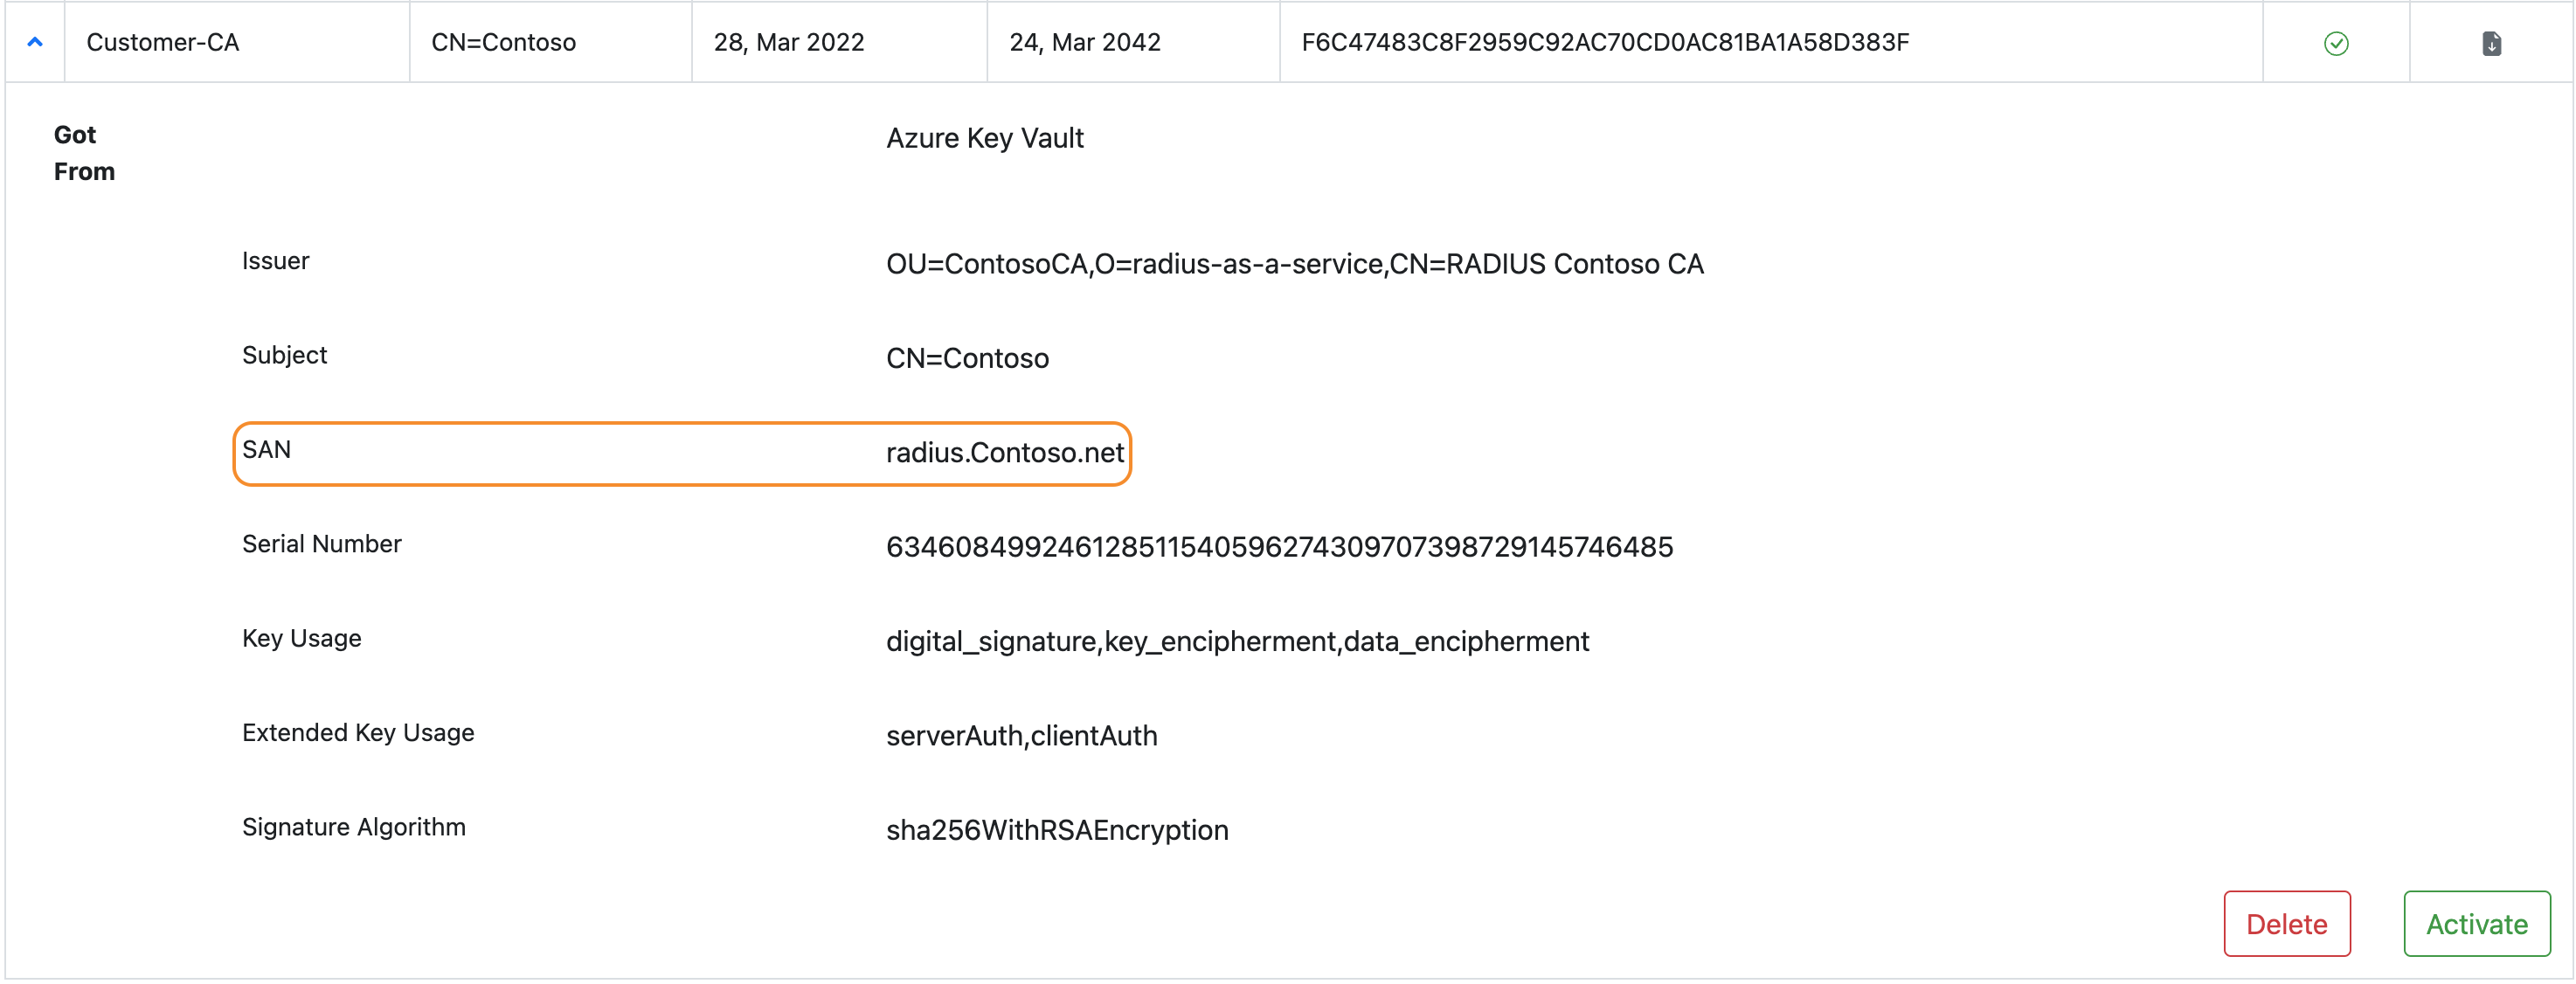 Customer-CA CN=Contoso 28, Mar 2022 24, Mar 2042 F6C47483C8F2959C92AC70CD0AC81BA1A58D383F
Got From Azure Key Vault
Issuer OU=ContosoCA,O=radius-as-a-service,CN=RADIUS Contoso CA
Subject CN=Contoso
SAN radius.Contoso.net
Serial Number 634608499246128511540596274309707398729145746485
Key Usage digital_signature,key_encipherment,data_encipherment
Extended Key Usage serverAuth,clientAuth
Signature Algorithm sha256WithRSAEncryption
Delete Activate